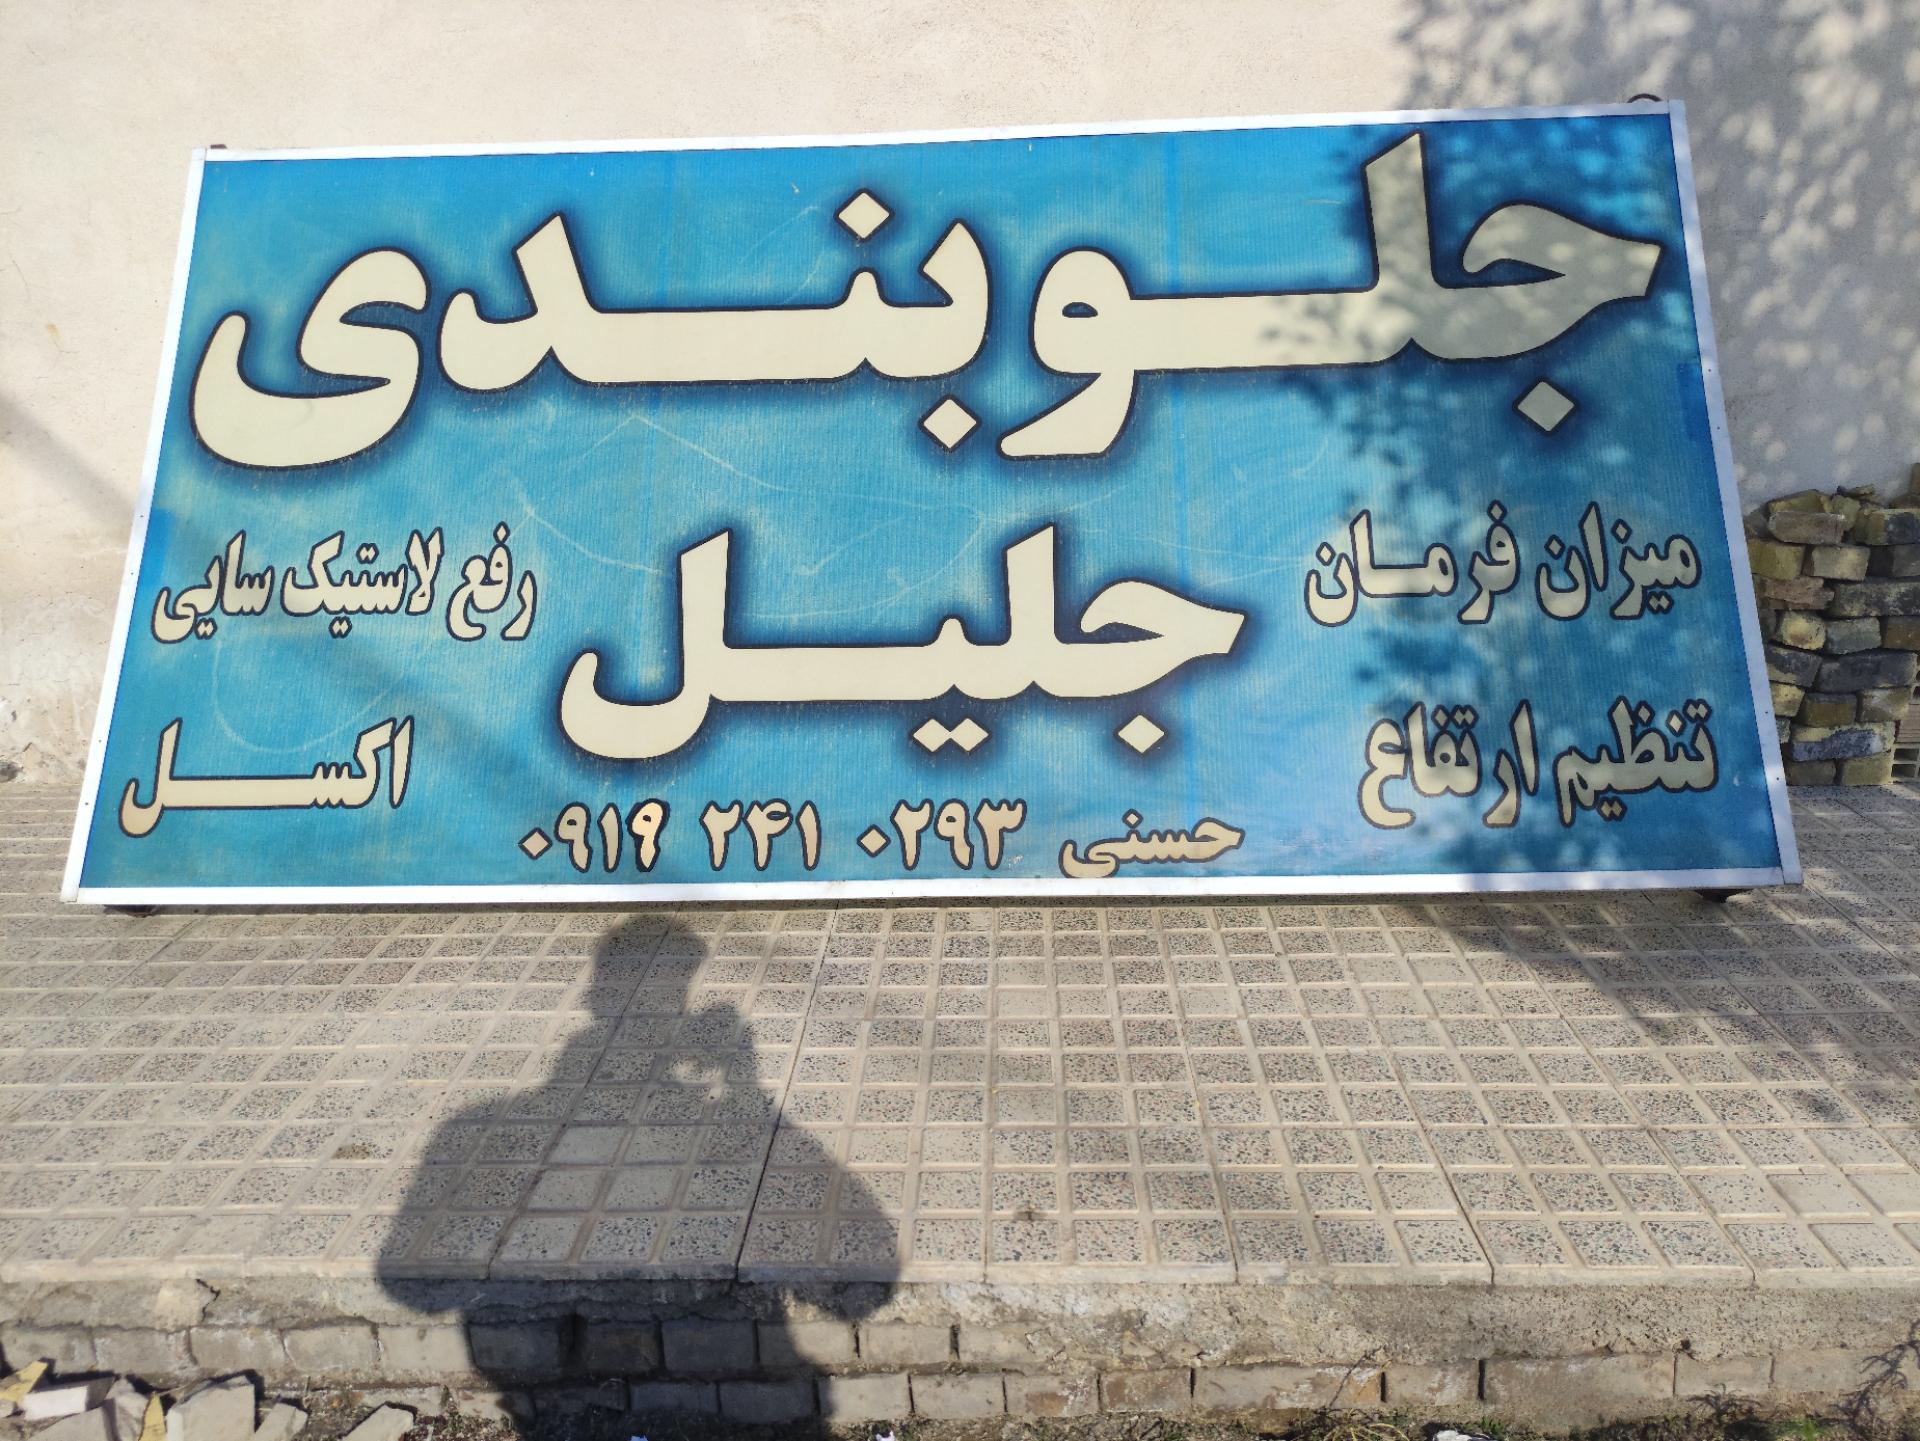 جلوبندی
جلیل
میزان فرمان
تنظیم ارتفاع
رفع لاستیک سایی
اکسل
حسنی ۰۹۱۹ ۲۴۱ ۰۲۹۳